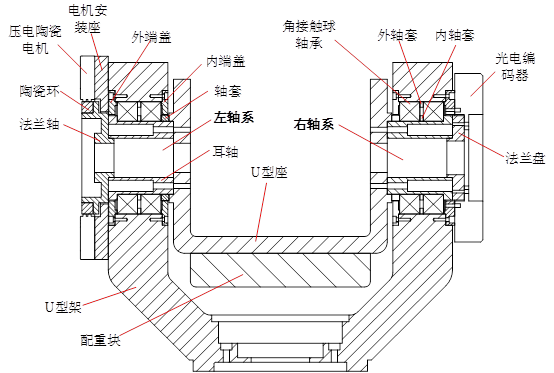 电机安
装座
压电陶瓷
电机
外端盖
内端盖
陶瓷环
轴套
法兰轴
左轴系
耳轴
U型座
角接触球
轴承
外轴套
内轴套
光电编
码器
右轴系
法兰盘
U型架
配重块